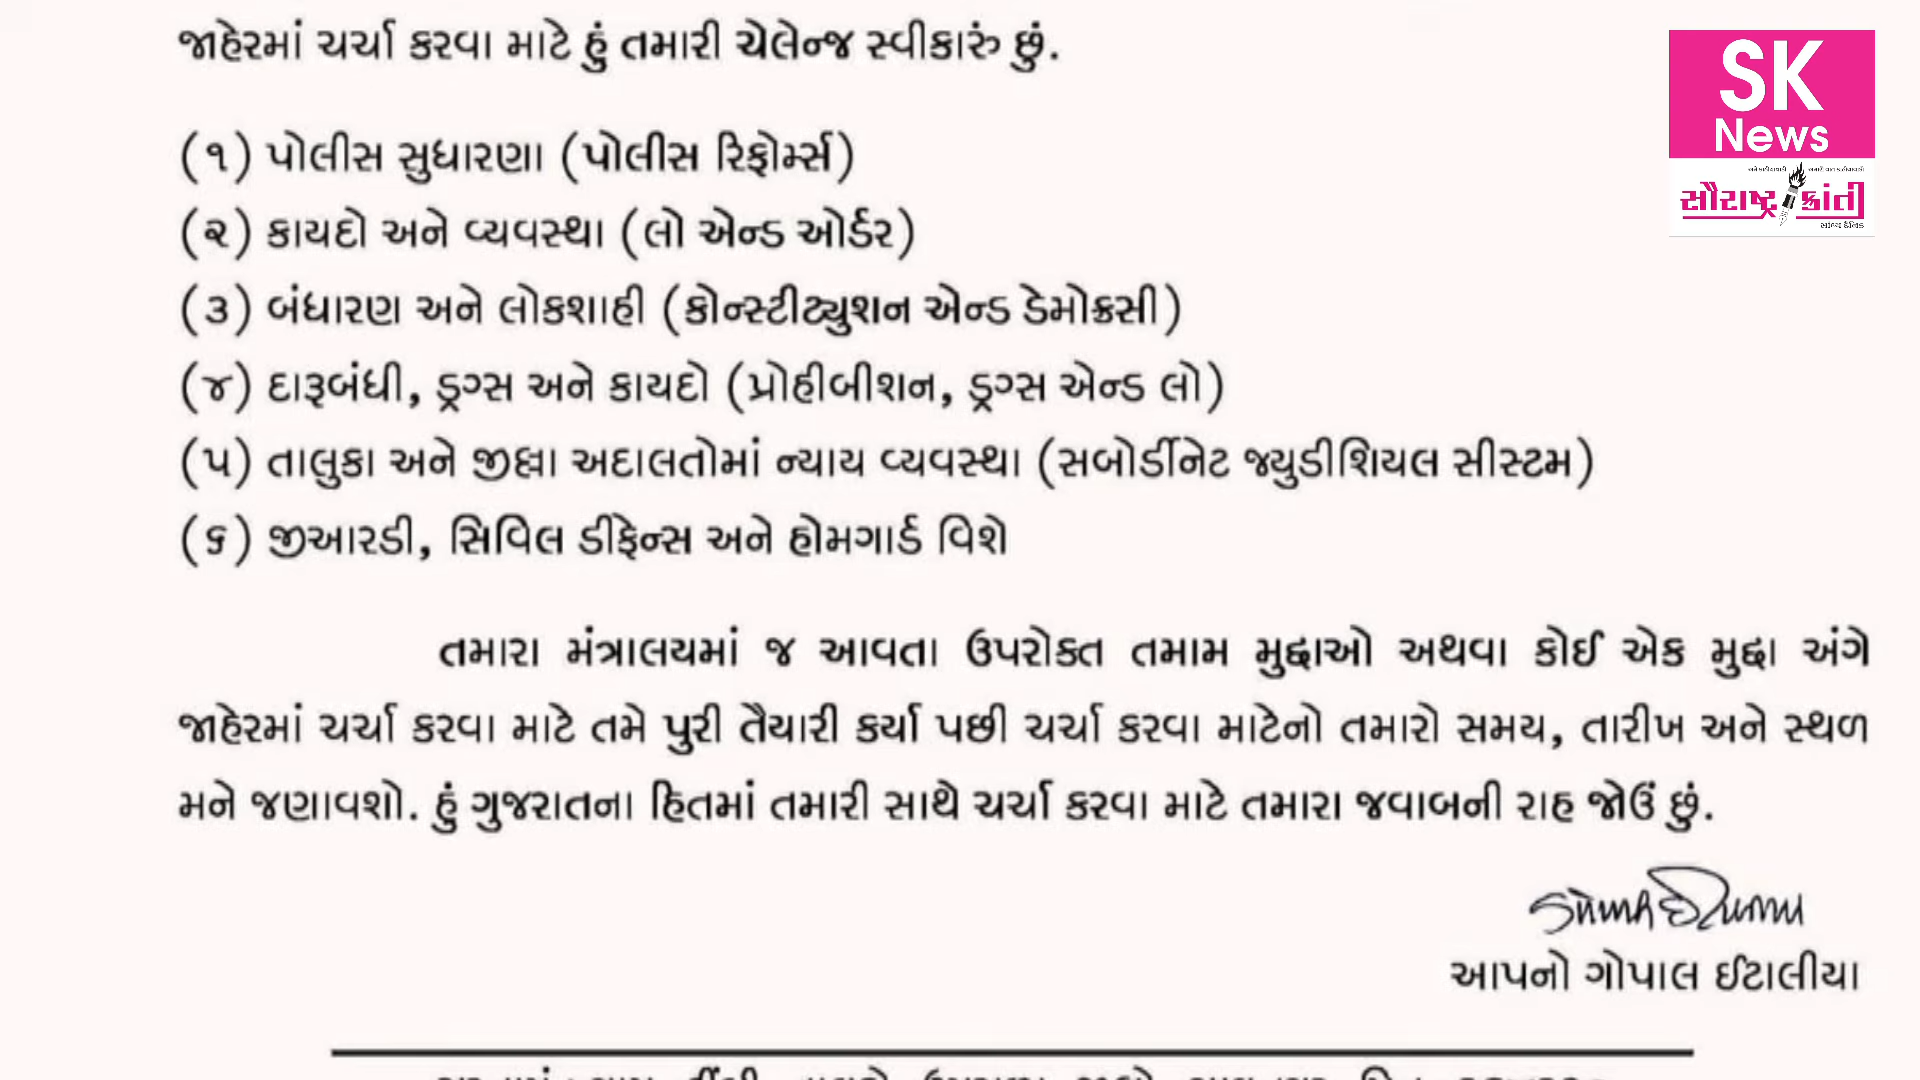 જાહેરમાં ચર્ચા કરવા માટે હું તમારી ચેલેન્જ સ્વીકારું છું.
SK
News
સૌરાષ્ટ્ર ક્રાંતી
સાંધ્ય દૈનિક
(૧) પોલીસ સુધારણા (પોલીસ રિફોર્મ્સ)
(૨) કાયદો અને વ્યવસ્થા (લો એન્ડ ઓર્ડર)
(૩) બંધારણ અને લોકશાહી (કોન્સ્ટીટ્યુશન એન્ડ ડેમોક્રસી)
(૪) દારૂબંધી, ડ્રગ્સ અને કાયદો (પ્રોહીબીશન, ડ્રગ્સ એન્ડ લો)
(૫) તાલુકા અને જીલ્લા અદાલતોમાં ન્યાય વ્યવસ્થા (સબોર્ડીનેટ જ્યુડીશિયલ સીસ્ટમ)
(૬) જીઆરડી, સિવિલ ડીફેન્સ અને હોમગાર્ડ વિશે
તમારા મંત્રાલયમાં જ આવતા ઉપરોક્ત તમામ મુદ્દાઓ અથવા કોઈ એક મુદ્દા અંગે
જાહેરમાં ચર્ચા કરવા માટે તમે પુરી તૈયારી કર્યા પછી ચર્ચા કરવા માટેનો તમારો સમય, તારીખ અને સ્થળ
મને જણાવશો. હું ગુજરાતના હિતમાં તમારી સાથે ચર્ચા કરવા માટે તમારા જવાબની રાહ જોઉં છું.
આપનો ગોપાલ ઈટાલીયા